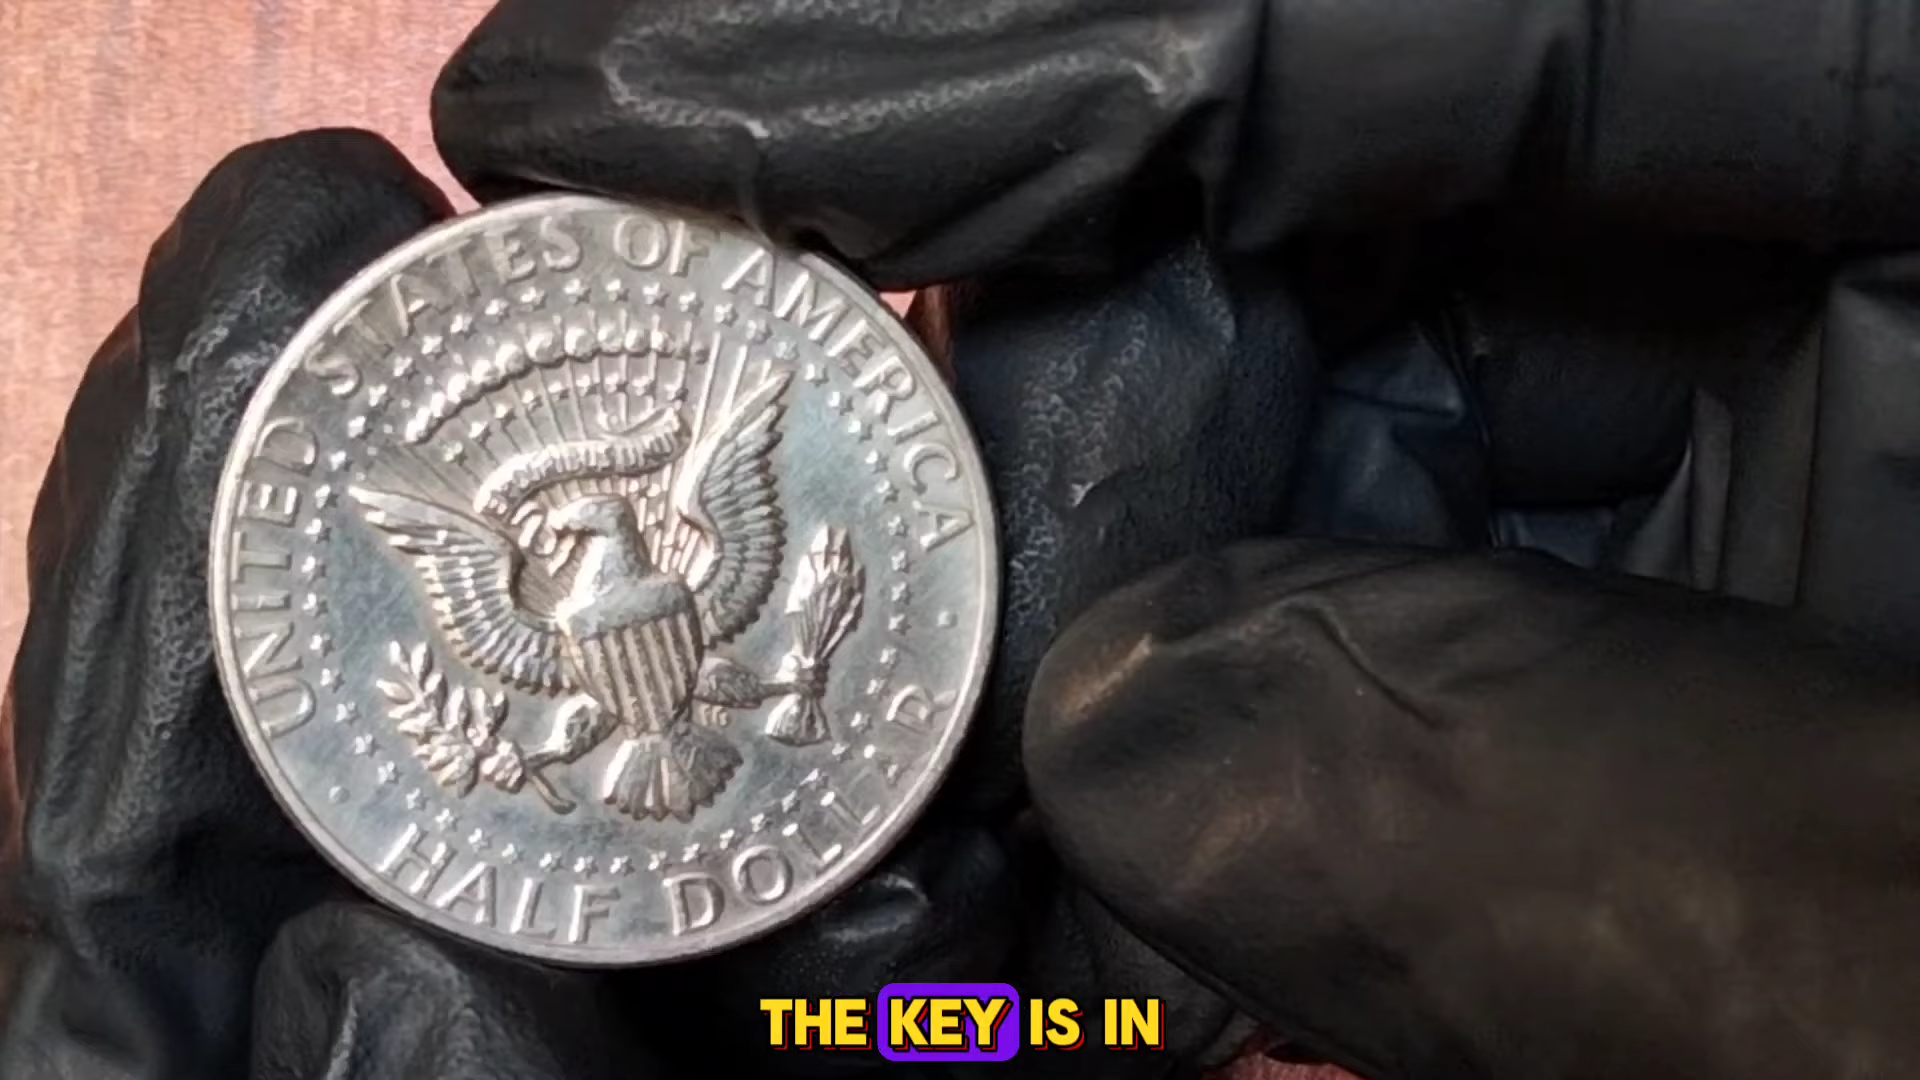 UNITED STATES OF AMERICA
HALF DOLLAR
THE KEY IS IN